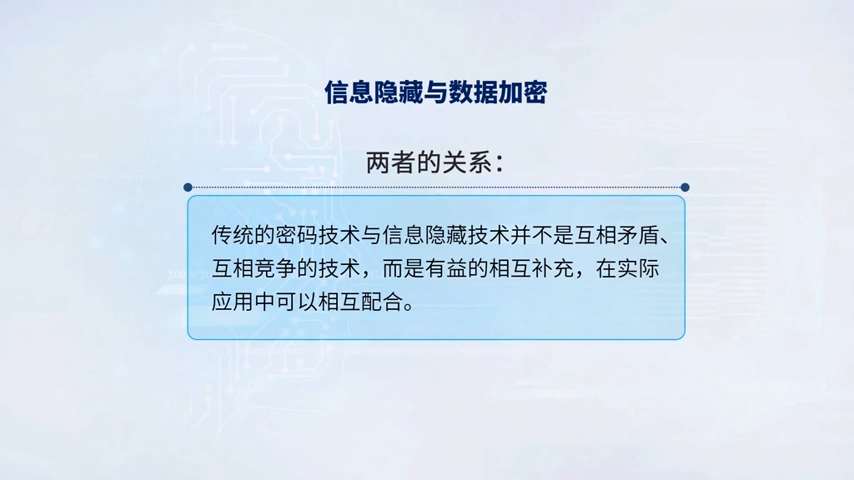 信息隐藏与数据加密
两者的关系：
传统的密码技术与信息隐藏技术并不是互相矛盾、
互相竞争的技术，而是有益的相互补充，在实际
应用中可以相互配合。